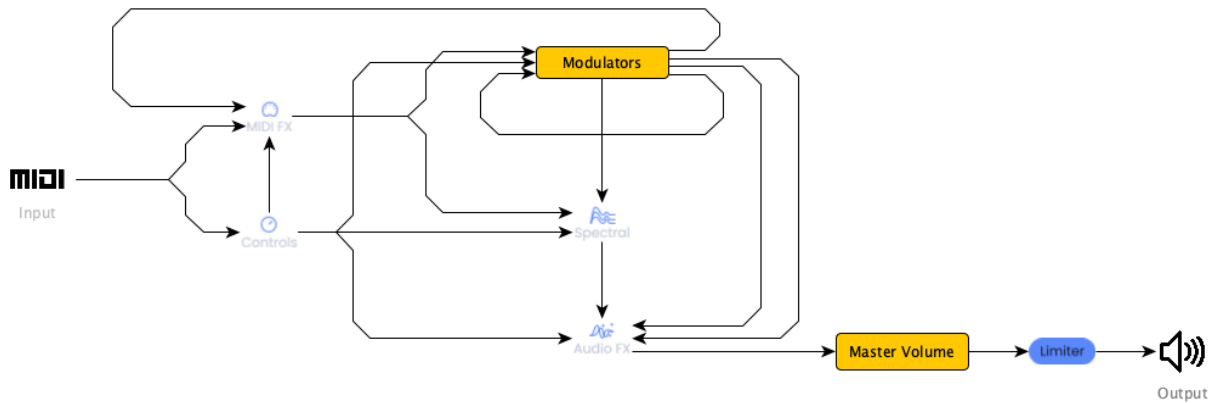 Modulators
MIDI FX
MIDI
Input
Controls
Spectral
Audio FX
Master Volume
Limiter
Output